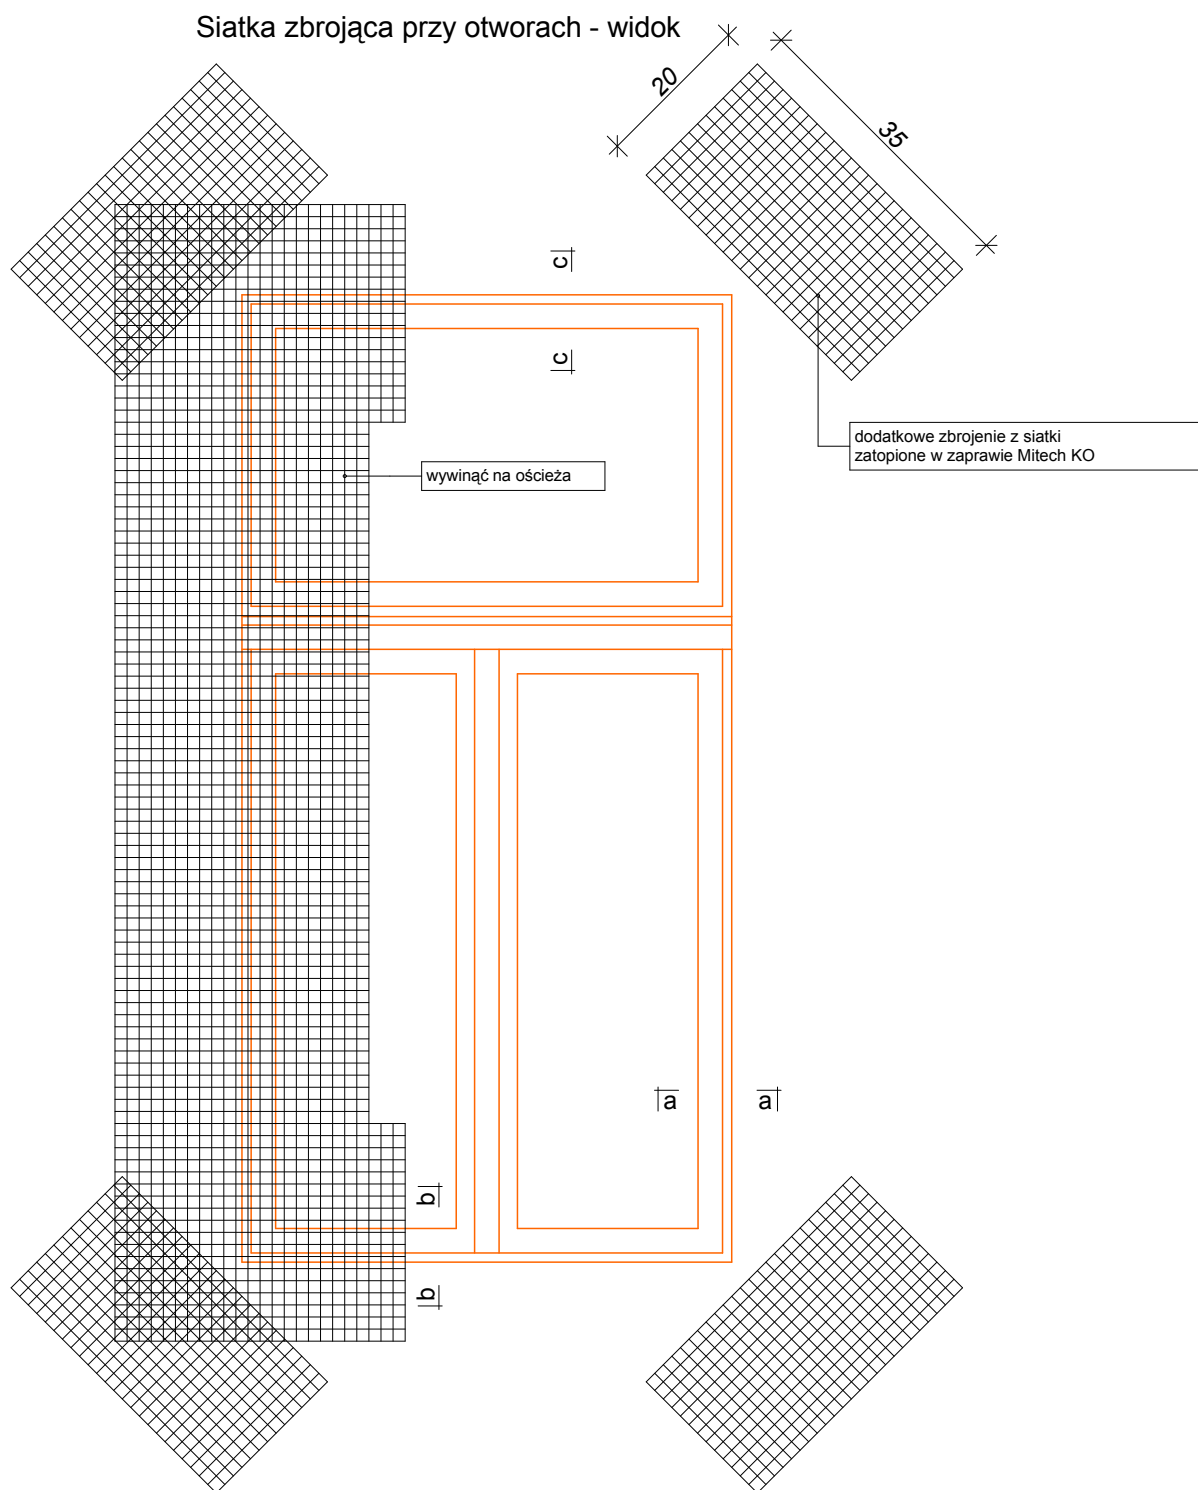 Siatka zbrojąca przy otworach - widok
20
35
c
c
dodatkowe zbrojenie z siatki
zatopione w zaprawie Mitech KO
wywinąć na ościeża
a
a
b
b